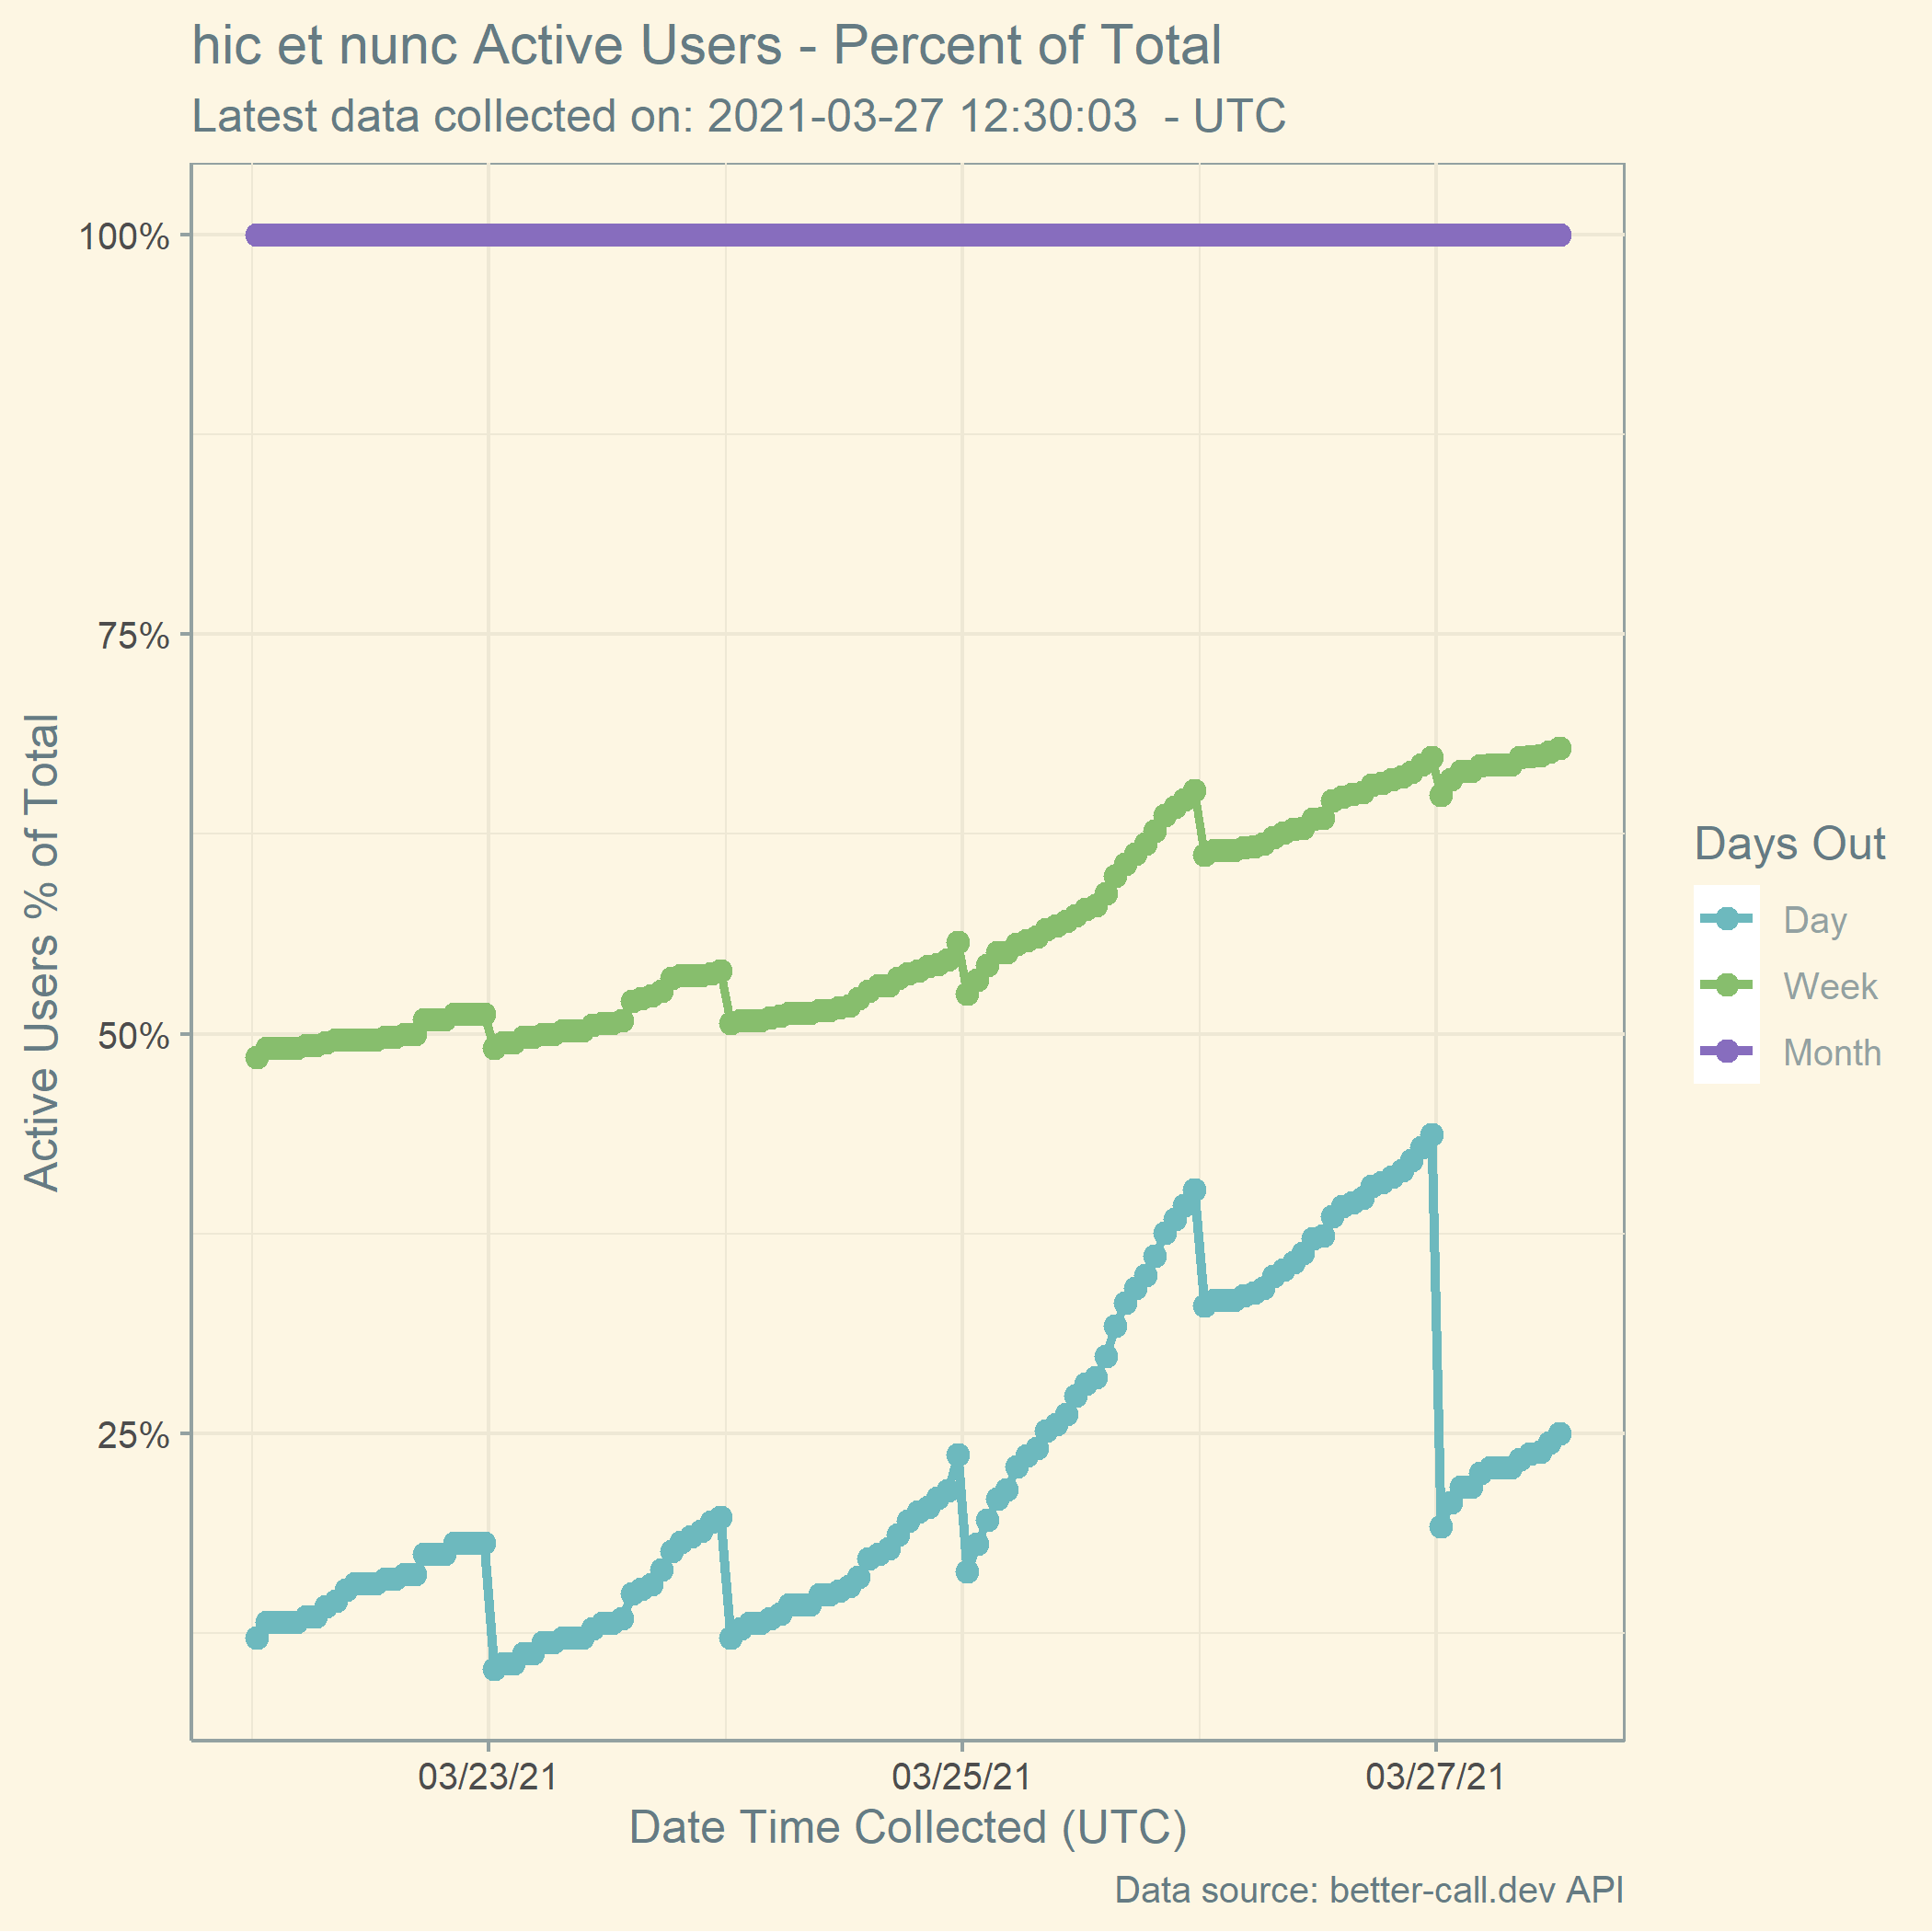 hic et nunc Active Users - Percent of Total
Latest data collected on: 2021-03-27 12:30:03  - UTC
Active Users % of Total
100%
75%
50%
25%
03/23/21
03/25/21
03/27/21
Date Time Collected (UTC)
Days Out
Day
Week
Month
Data source: better-call.dev API